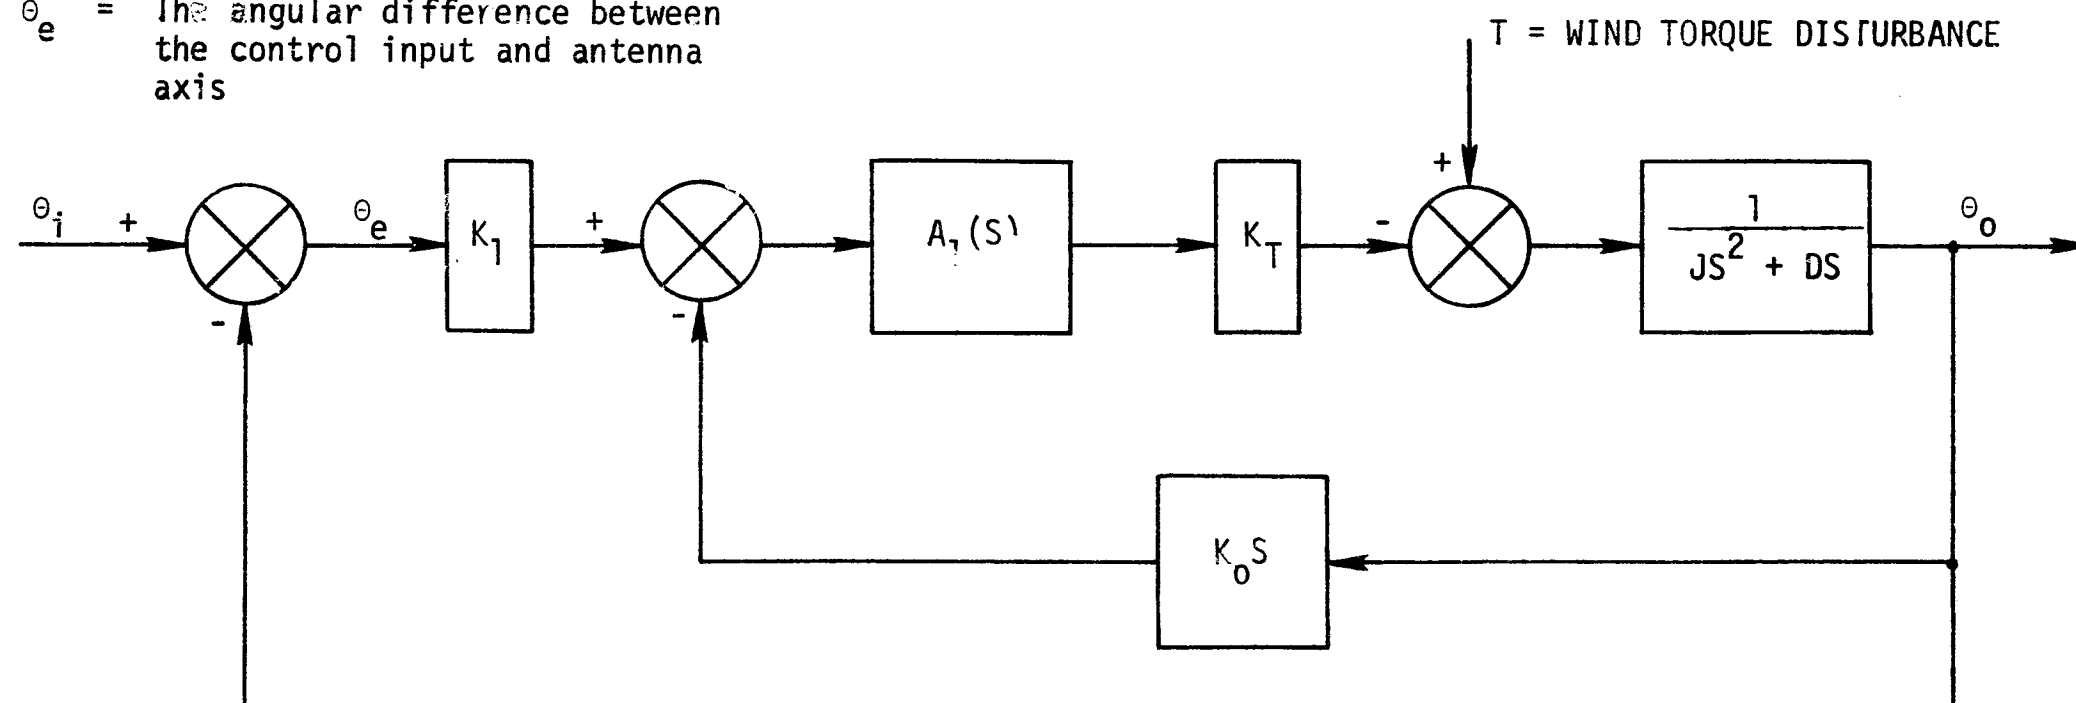 θe = The angular difference between
the control input and antenna
axis
T = WIND TORQUE DISTURBANCE
θi +
-
θe
K1
+
-
A1(S)
KT
-
+
1
JS² + DS
θo
KoS